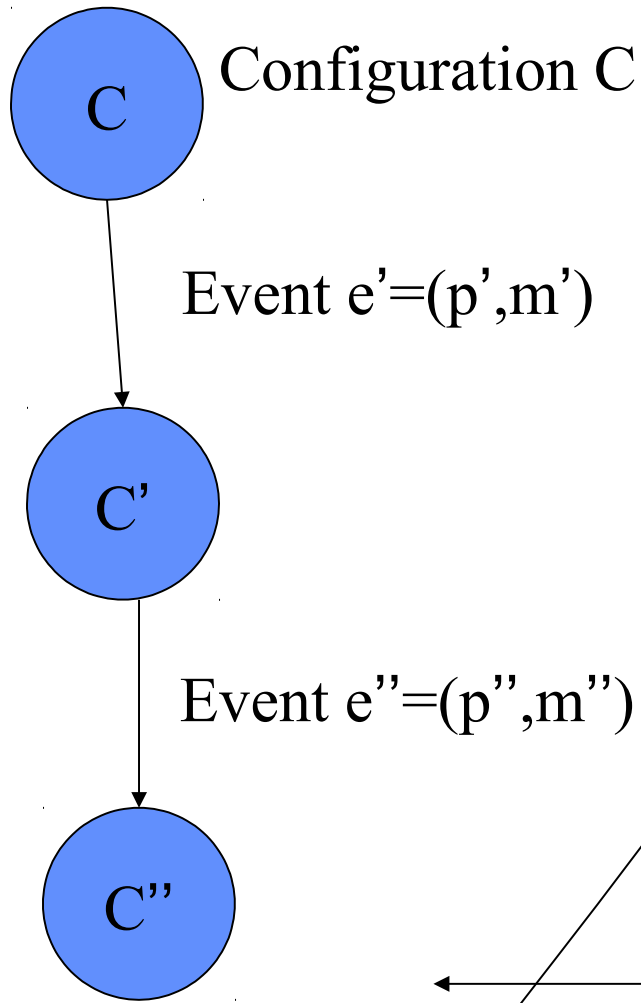 C
Configuration C
Event e’=(p’,m’)
C’
Event e’’=(p’’,m’’)
C’’